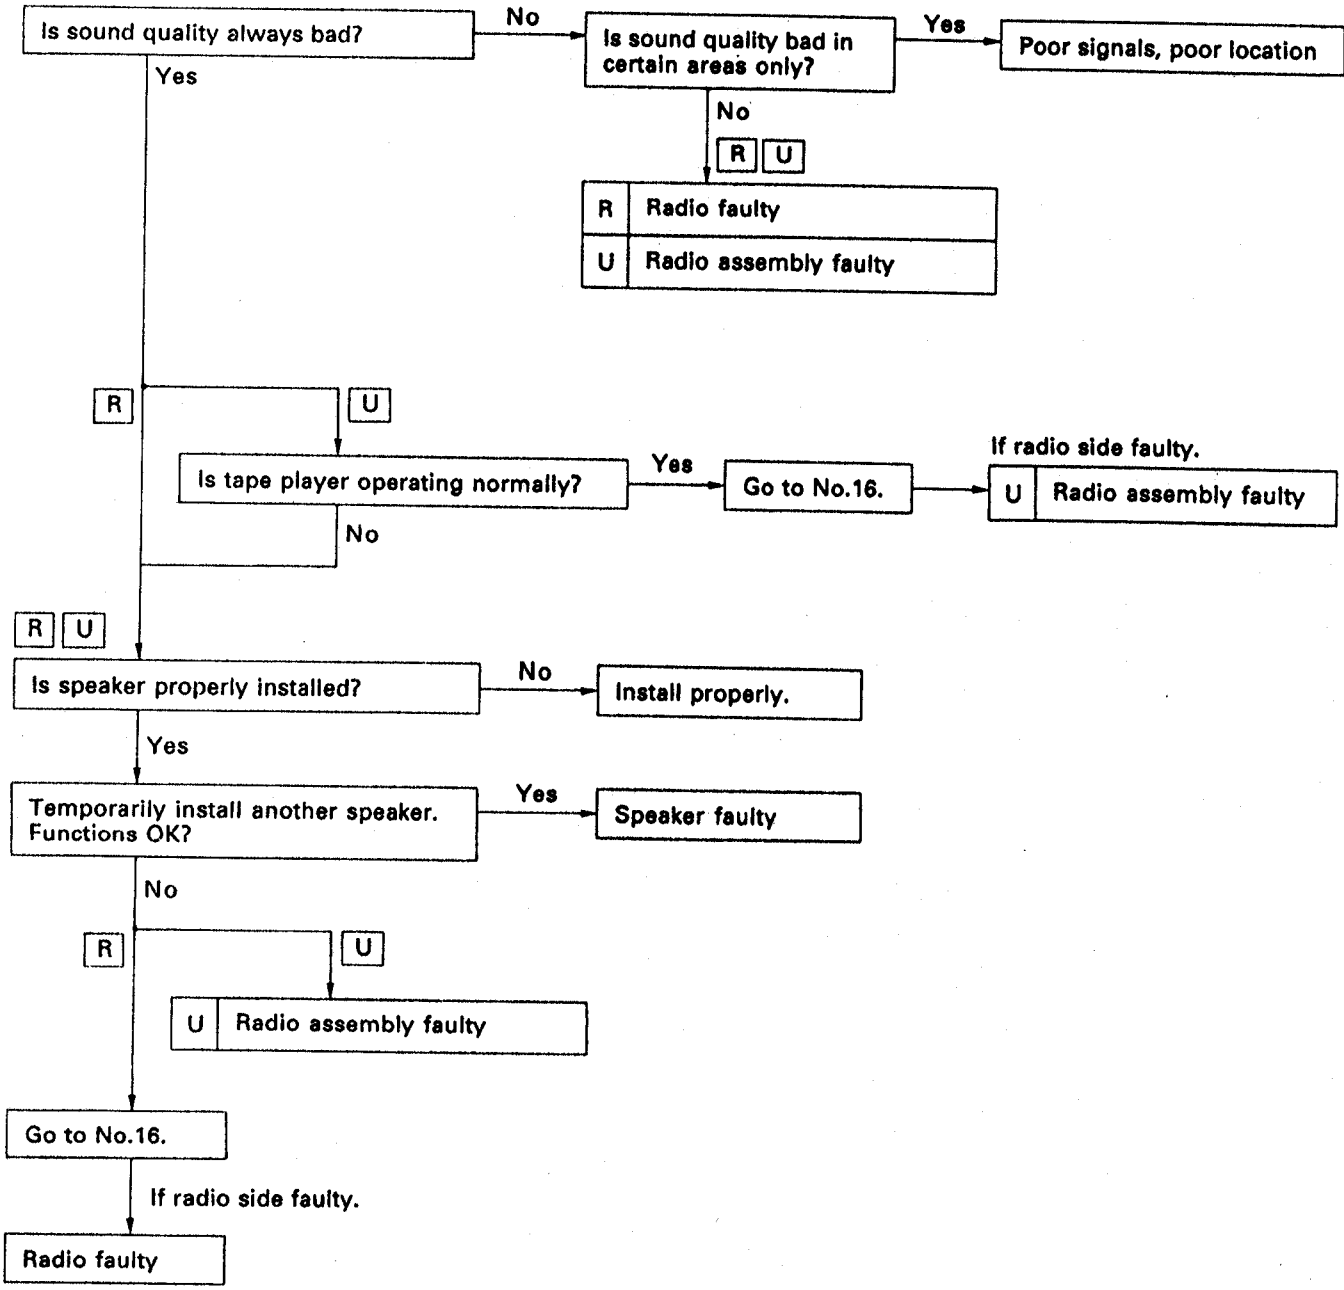 Is sound quality always bad?
No
Is sound quality bad in
certain areas only?
Yes
Poor signals, poor location
Yes
No
R U
R Radio faulty
U Radio assembly faulty
R
U
Is tape player operating normally?
Yes
Go to No.16.
If radio side faulty.
U Radio assembly faulty
No
R U
Is speaker properly installed?
No
Install properly.
Yes
Temporarily install another speaker.
Functions OK?
Yes
Speaker faulty
No
R
U
U Radio assembly faulty
Go to No.16.
If radio side faulty.
Radio faulty